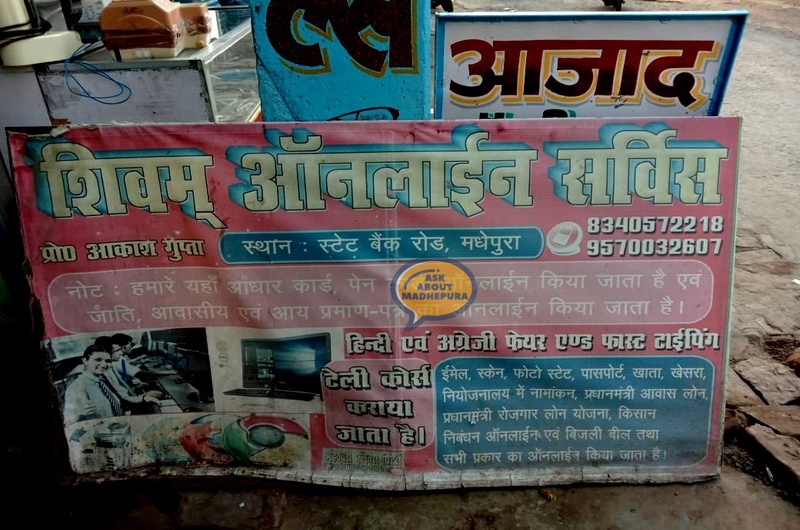 ल्स
आजाद
शिवम् ऑनलाईन सर्विस
प्रो0 आकाश गुप्ता
स्थान : स्टेट बैंक रोड, मधेपुरा
8340572218
9570032607
नोट : हमारे यहाँ आधार कार्ड, पेन लाईन किया जाता है एवं
जाति, आवासीय एवं आय प्रमाण-पत्र का ऑनलाईन किया जाता है।
ASK
ABOUT
MADHEPURA
हिन्दी एवं अंग्रेजी फेयर एण्ड फास्ट टाईपिंग
टेली कोर्स
कराया
जाता है।
ईमेल, स्केन, फोटो स्टेट, पासपोर्ट, खाता, खेसरा,
नियोजनालय में नामांकन, प्रधानमंत्री आवास लोन,
प्रधानमंत्री रोजगार लोन योजना, किसान
निबंधन ऑनलाईन एवं बिजली बील तथा
सभी प्रकार का ऑनलाईन किया जाता है।